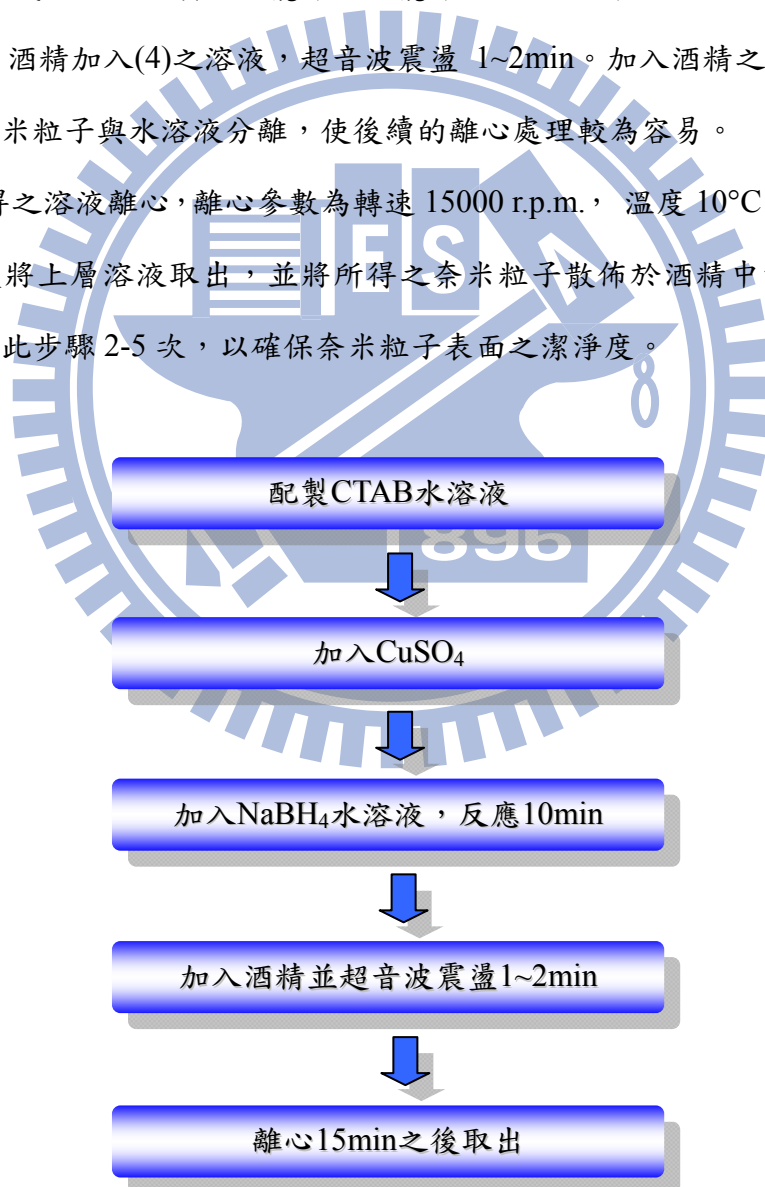 酒精加入(4)之溶液，超音波震盪 1~2min。加入酒精之
米粒子與水溶液分離，使後續的離心處理較為容易。
得之溶液離心，離心參數為轉速 15000 r.p.m.， 溫度 10°C
將上層溶液取出，並將所得之奈米粒子散佈於酒精中
此步驟 2-5 次，以確保奈米粒子表面之潔淨度。
ESA
8
配製CTAB水溶液
1896
加入CuSO4
加入NaBH4水溶液，反應10min
加入酒精並超音波震盪1~2min
離心15min之後取出